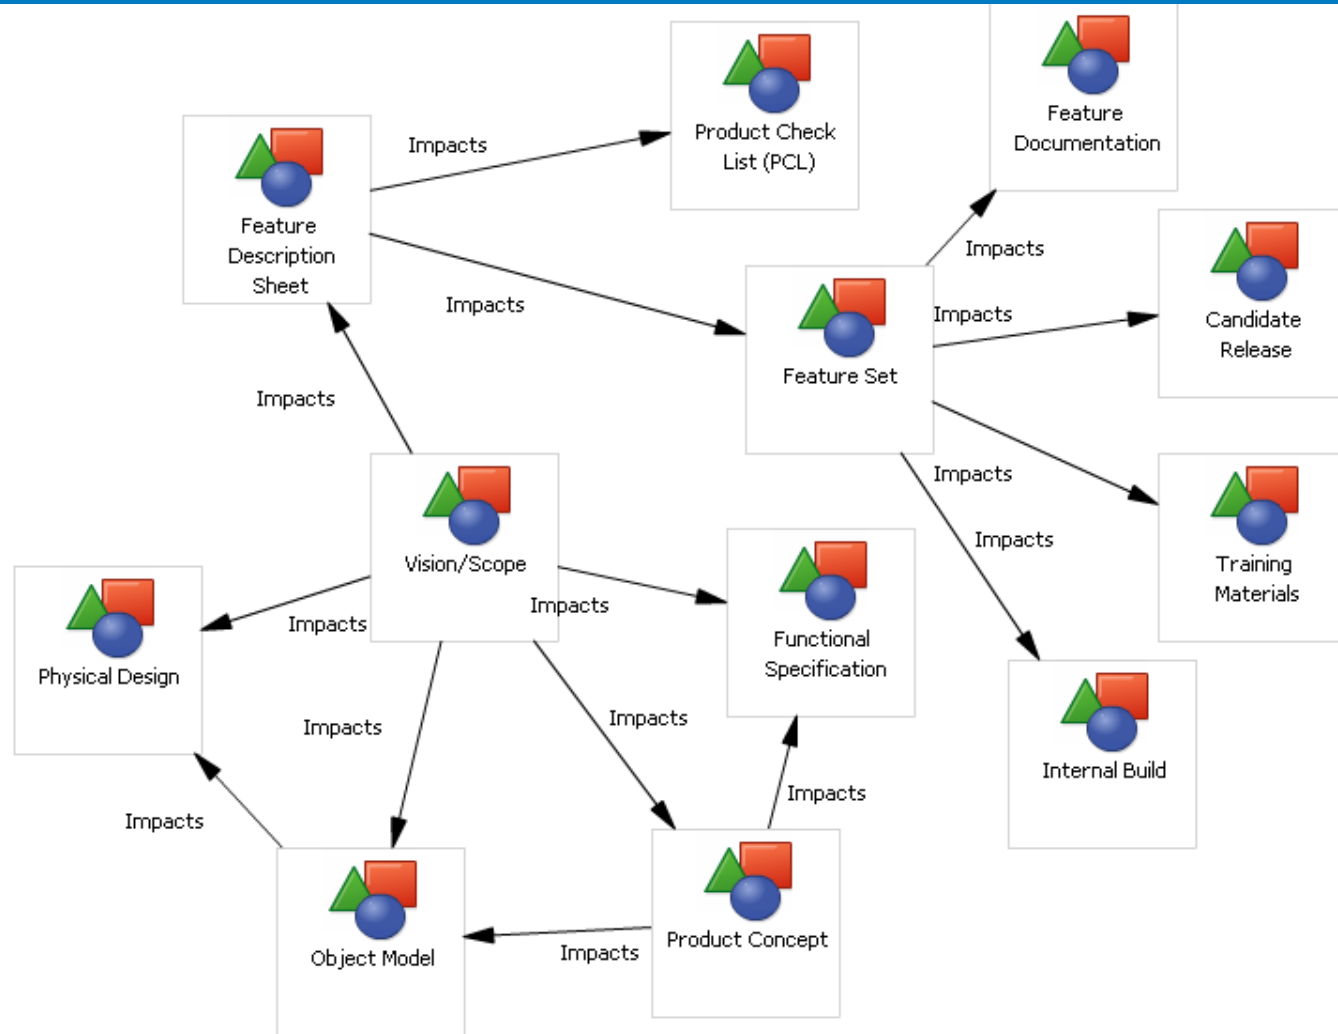 Feature
Documentation
Product Check
List (PCL)
Impacts
Feature
Description
Sheet
Impacts
Impacts
Impacts
Candidate
Release
Feature Set
Impacts
Impacts
Impacts
Vision/Scope
Training
Materials
Impacts
Impacts
Functional
Specification
Physical Design
Impacts
Impacts
Internal Build
Impacts
Impacts
Product Concept
Impacts
Object Model